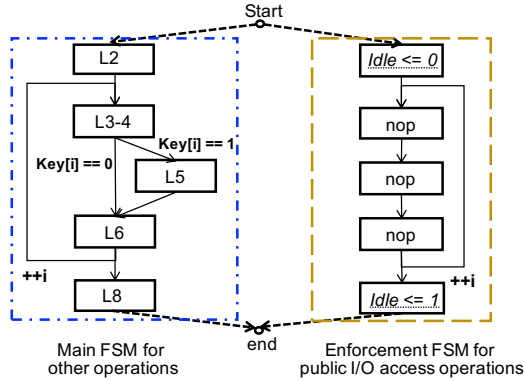 Start
L2
L3-4
Key[i] == 1
Key[i] == 0
L5
L6
++i
L8
Idle <= 0
nop
nop
nop
++i
Idle <= 1
end
Main FSM for
other operations
Enforcement FSM for
public I/O access operations